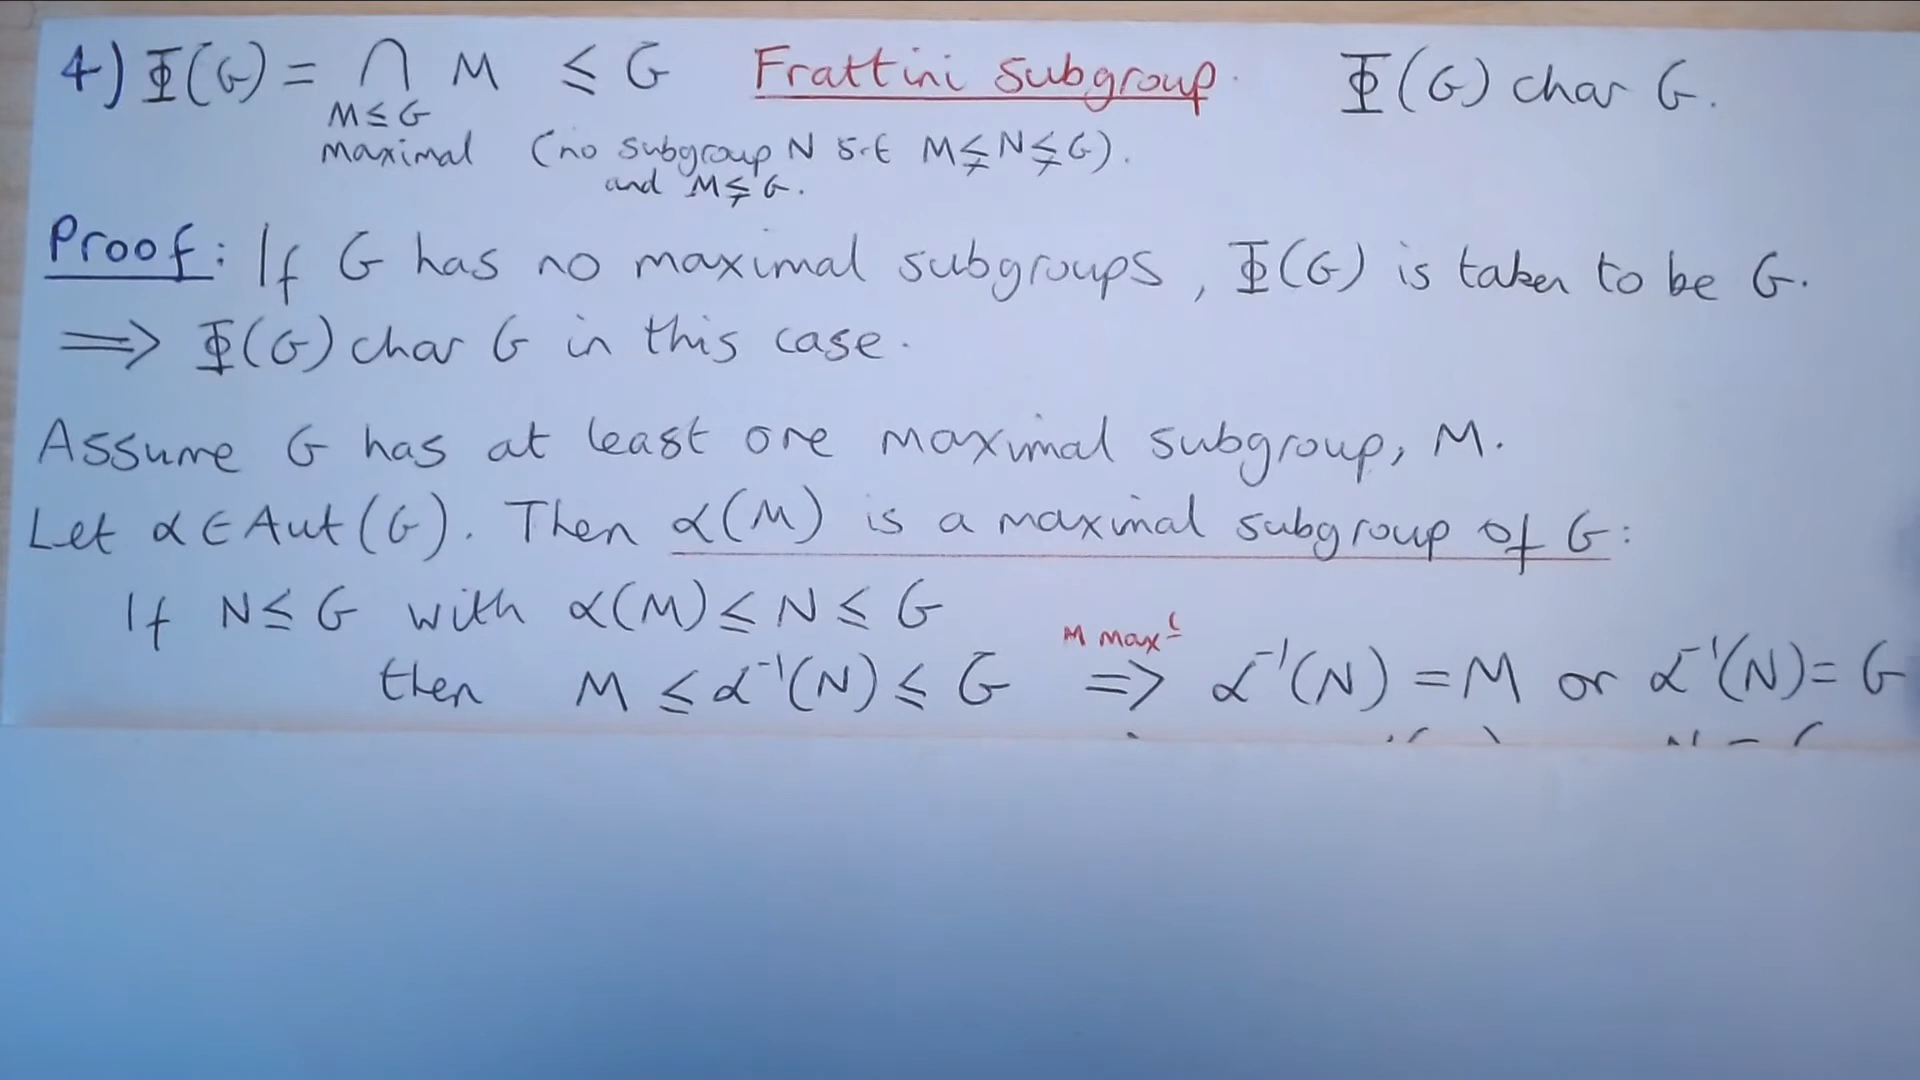 4) Φ(G) = ⋂ M ≤ G Frattini Subgroup. Φ(G) char G.
M≤G
maximal (no subgroup N s.t M≨N≨G).
and M≨G.
Proof: If G has no maximal subgroups, Φ(G) is taken to be G.
⟹ Φ(G) char G in this case.
Assume G has at least one maximal subgroup, M.
Let α∈Aut(G). Then α(M) is a maximal subgroup of G:
If N≤G with α(M)≤N≤G
M maxˡ
then M ≤ α⁻¹(N) ≤ G ⟹ α⁻¹(N) = M or α⁻¹(N) = G